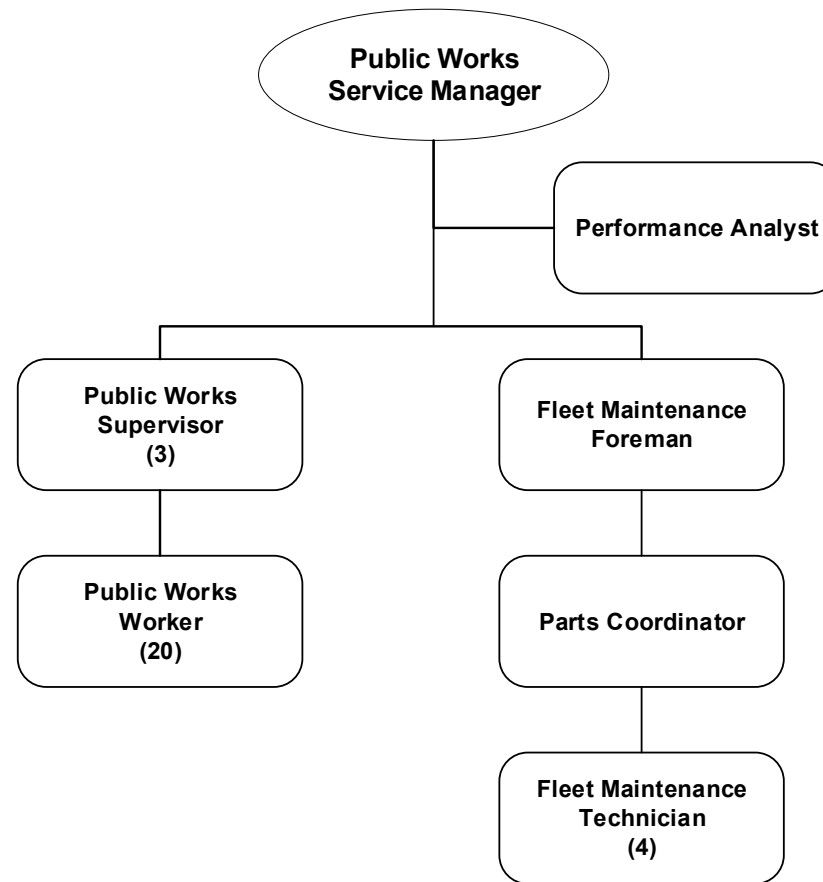 Public Works
Service Manager
Performance Analyst
Public Works
Supervisor
(3)
Fleet Maintenance
Foreman
Public Works
Worker
(20)
Parts Coordinator
Fleet Maintenance
Technician
(4)